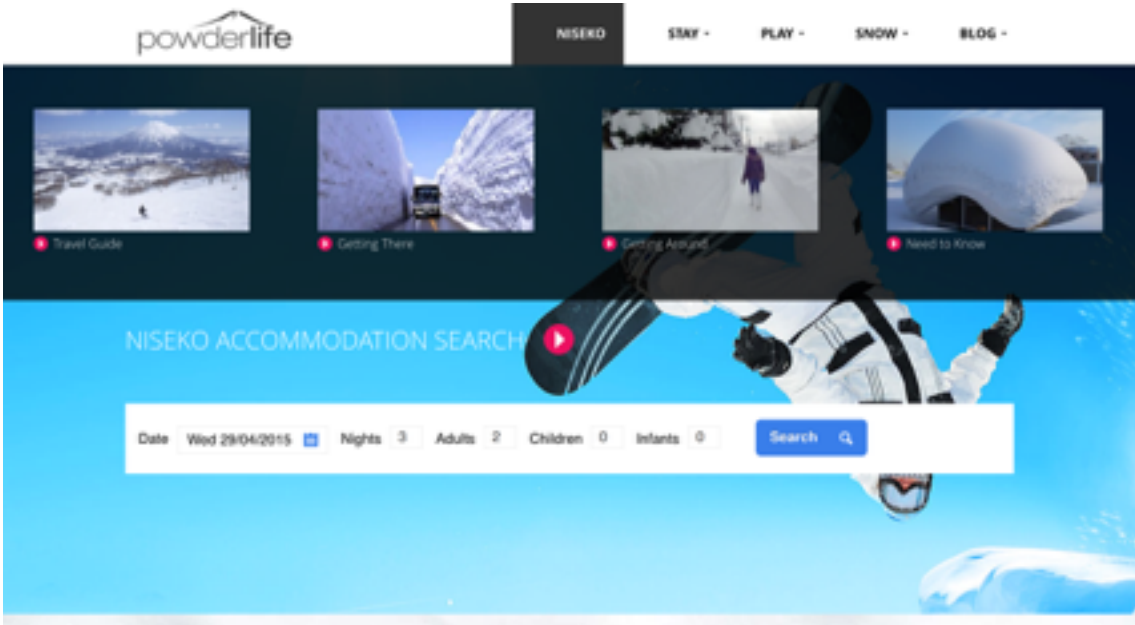 powderlife
NISEKO
STAY
PLAY
SNOW
BLOG
Travel Guide
Getting There
Getting Around
Need to Know
NISEKO ACCOMMODATION SEARCH
Date Wed 29/04/2015 Nights 3 Adults 2 Children 0 Infants 0 Search